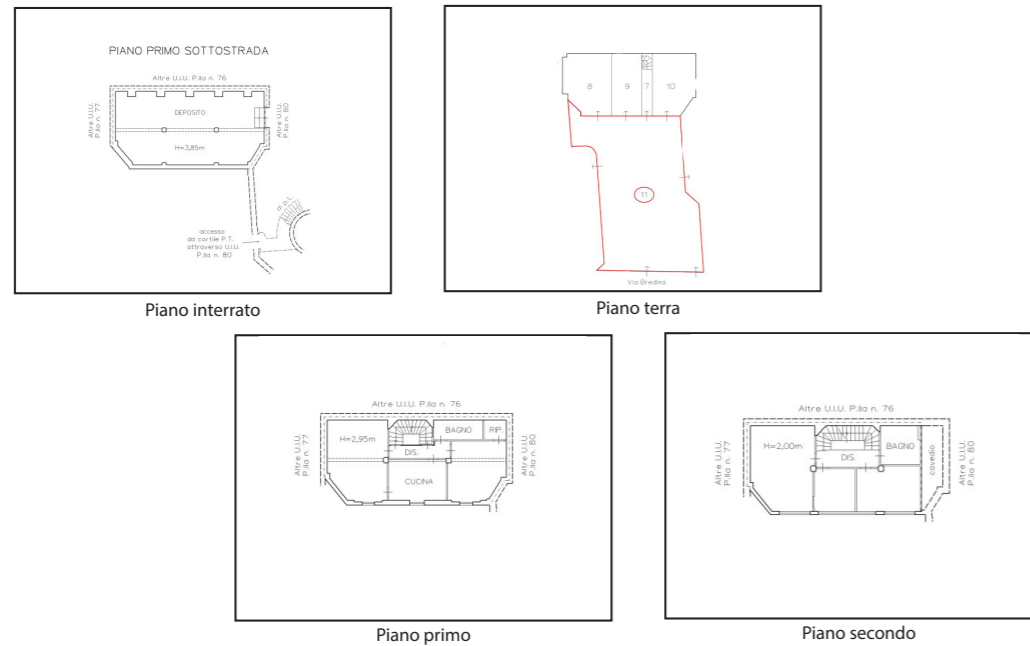 PIANO PRIMO SOTTOSTRADA
Altre U.I.U. P.lla n. 76
Altre U.I.U.
P.lla n. 77
DEPOSITO
Altre U.I.U.
P.lla n. 80
H=3,85m
al p.t.
accesso
da cortile P.T.
attraverso U.I.U.
P.lla n. 80
Piano interrato
8
9
7
10
11
Via Bredina
Piano terra
Altre U.I.U. P.lla n. 76
Altre U.I.U.
P.lla n. 77
H=2,95m
BAGNO
RIP.
Altre U.I.U.
P.lla n. 80
DIS.
CUCINA
Piano primo
Altre U.I.U. P.lla n. 76
Altre U.I.U.
P.lla n. 77
H=2,00m
BAGNO
cavedio
Altre U.I.U.
P.lla n. 80
DIS.
Piano secondo